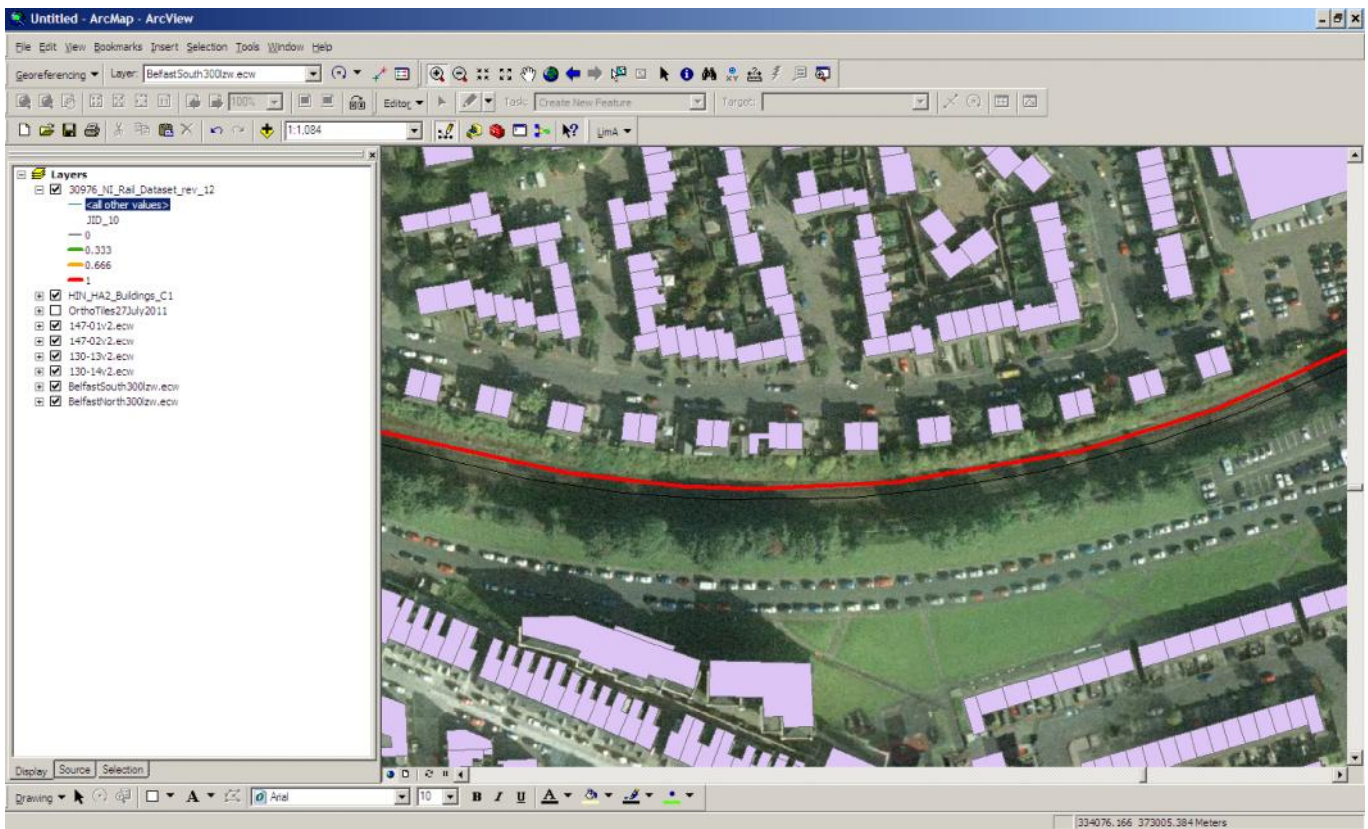 Untitled - ArcMap - ArcView
File Edit View Bookmarks Insert Selection Tools Window Help
Georeferencing Layer: BelfastSouth300lzw.ecw
100% Editor Task: Create New Feature Target:
1:1,084 LimA
Layers
30976_NI_Rail_Dataset_rev_12
<all other values>
JID_10
0
0.333
0.666
1
HIN_HA2_Buildings_C1
OrthoTiles27July2011
147-01v2.ecw
147-02v2.ecw
130-13v2.ecw
130-14v2.ecw
BelfastSouth300lzw.ecw
BelfastNorth300lzw.ecw
Display Source Selection
Drawing A Arial 10 B I U A
334076.166 373005.384 Meters